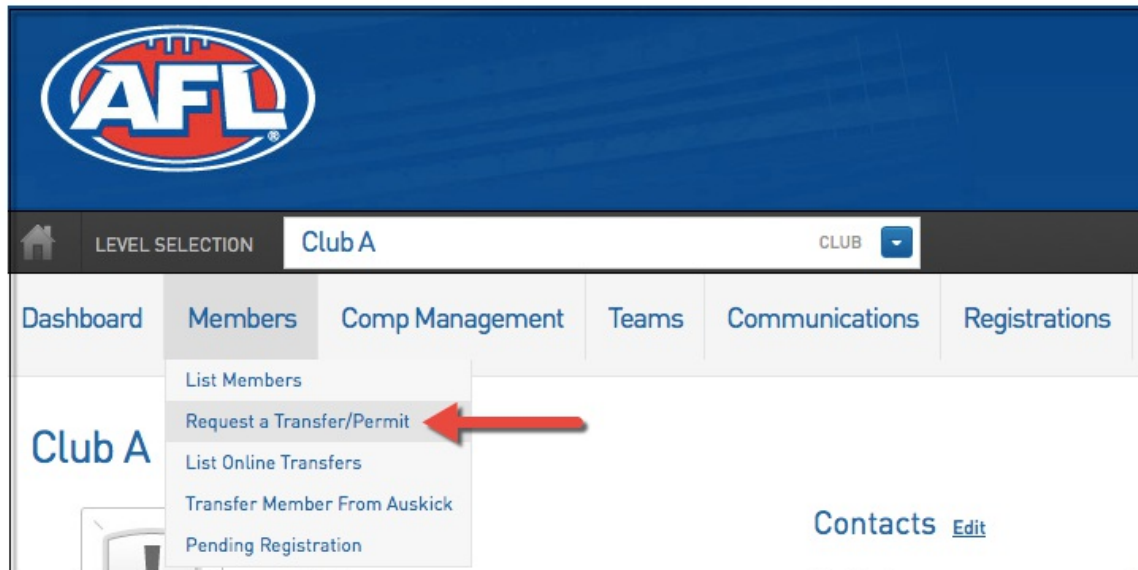 AFL®
LEVEL SELECTION Club A CLUB
Dashboard Members Comp Management Teams Communications Registrations
List Members
Request a Transfer/Permit
List Online Transfers
Transfer Member From Auskick
Pending Registration
Club A
Contacts Edit